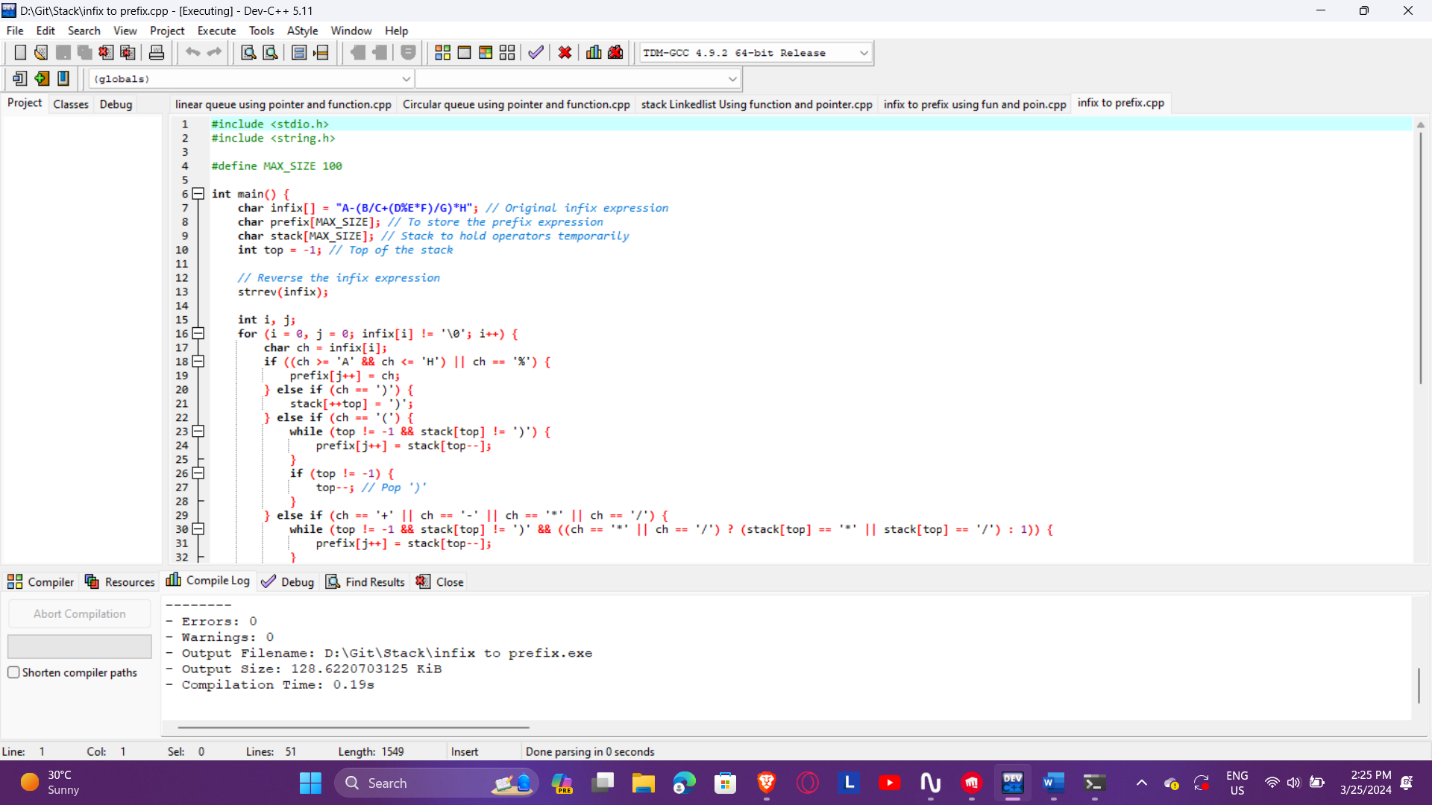 D:\Git\Stack\infix to prefix.cpp - [Executing] - Dev-C++ 5.11
File Edit Search View Project Execute Tools AStyle Window Help
TDM-GCC 4.9.2 64-bit Release
(globals)
Project Classes Debug linear queue using pointer and function.cpp Circular queue using pointer and function.cpp stack Linkedlist Using function and pointer.cpp infix to prefix using fun and poin.cpp infix to prefix.cpp
1 #include <stdio.h>
2 #include <string.h>
3
4 #define MAX_SIZE 100
5
6 int main() {
7 char infix[] = "A-(B/C+(D%E*F)/G)*H"; // Original infix expression
8 char prefix[MAX_SIZE]; // To store the prefix expression
9 char stack[MAX_SIZE]; // Stack to hold operators temporarily
10 int top = -1; // Top of the stack
11
12 // Reverse the infix expression
13 strrev(infix);
14
15 int i, j;
16 for (i = 0, j = 0; infix[i] != '\0'; i++) {
17 char ch = infix[i];
18 if ((ch >= 'A' && ch <= 'H') || ch == '%') {
19 prefix[j++] = ch;
20 } else if (ch == ')') {
21 stack[++top] = ')';
22 } else if (ch == '(') {
23 while (top != -1 && stack[top] != ')') {
24 prefix[j++] = stack[top--];
25 }
26 if (top != -1) {
27 top--; // Pop ')'
28 }
29 } else if (ch == '+' || ch == '-' || ch == '*' || ch == '/') {
30 while (top != -1 && stack[top] != ')' && ((ch == '*' || ch == '/') ? (stack[top] == '*' || stack[top] == '/') : 1)) {
31 prefix[j++] = stack[top--];
32 }
Compiler Resources Compile Log Debug Find Results Close
Abort Compilation
Shorten compiler paths
--------
- Errors: 0
- Warnings: 0
- Output Filename: D:\Git\Stack\infix to prefix.exe
- Output Size: 128.6220703125 KiB
- Compilation Time: 0.19s
Line: 1 Col: 1 Sel: 0 Lines: 51 Length: 1549 Insert Done parsing in 0 seconds
30°C
Sunny
Search
PRE
L
DEV
W
ENG
US
2:25 PM
3/25/2024